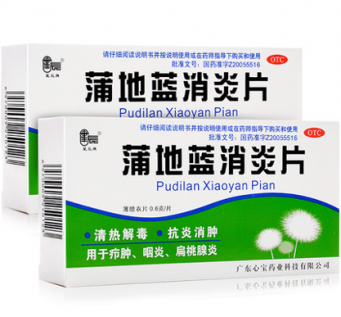 请仔细阅读说明书并按说明使用或在药师指导下购买和使用
批准文号：国药准字Z20055516
OTC
蒲地蓝消炎片
Pudilan Xiaoyan Pian
请仔细阅读说明书并按说明使用或在药师指导下购买和使用
批准文号：国药准字Z20055516
OTC
蒲地蓝消炎片
Pudilan Xiaoyan Pian
薄膜衣片 0.6克/片
清热解毒 抗炎消肿
用于疖肿、咽炎、扁桃腺炎
广东心宝药业科技有限公司